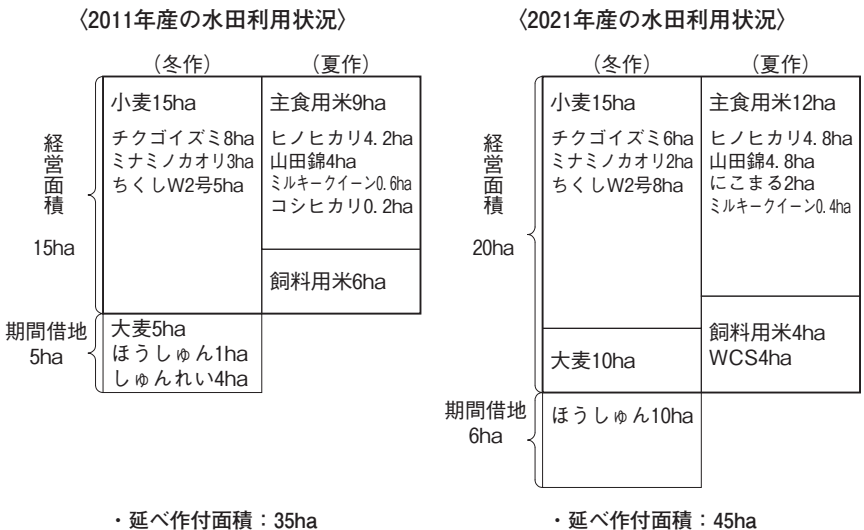 〈2011年産の水田利用状況〉
(冬作)
(夏作)
経営面積
15ha
小麦15ha
チクゴイズミ8ha
ミナミノカオリ3ha
ちくしW2号5ha
主食用米9ha
ヒノヒカリ4.2ha
山田錦4ha
ミルキークイーン0.6ha
コシヒカリ0.2ha
飼料用米6ha
期間借地
5ha
大麦5ha
ほうしゅん1ha
しゅんれい4ha
・延べ作付面積:35ha
〈2021年産の水田利用状況〉
(冬作)
(夏作)
経営面積
20ha
小麦15ha
チクゴイズミ6ha
ミナミノカオリ2ha
ちくしW2号8ha
主食用米12ha
ヒノヒカリ4.8ha
山田錦4.8ha
にこまる2ha
ミルキークイーン0.4ha
大麦10ha
飼料用米4ha
WCS4ha
期間借地
6ha
ほうしゅん10ha
・延べ作付面積:45ha